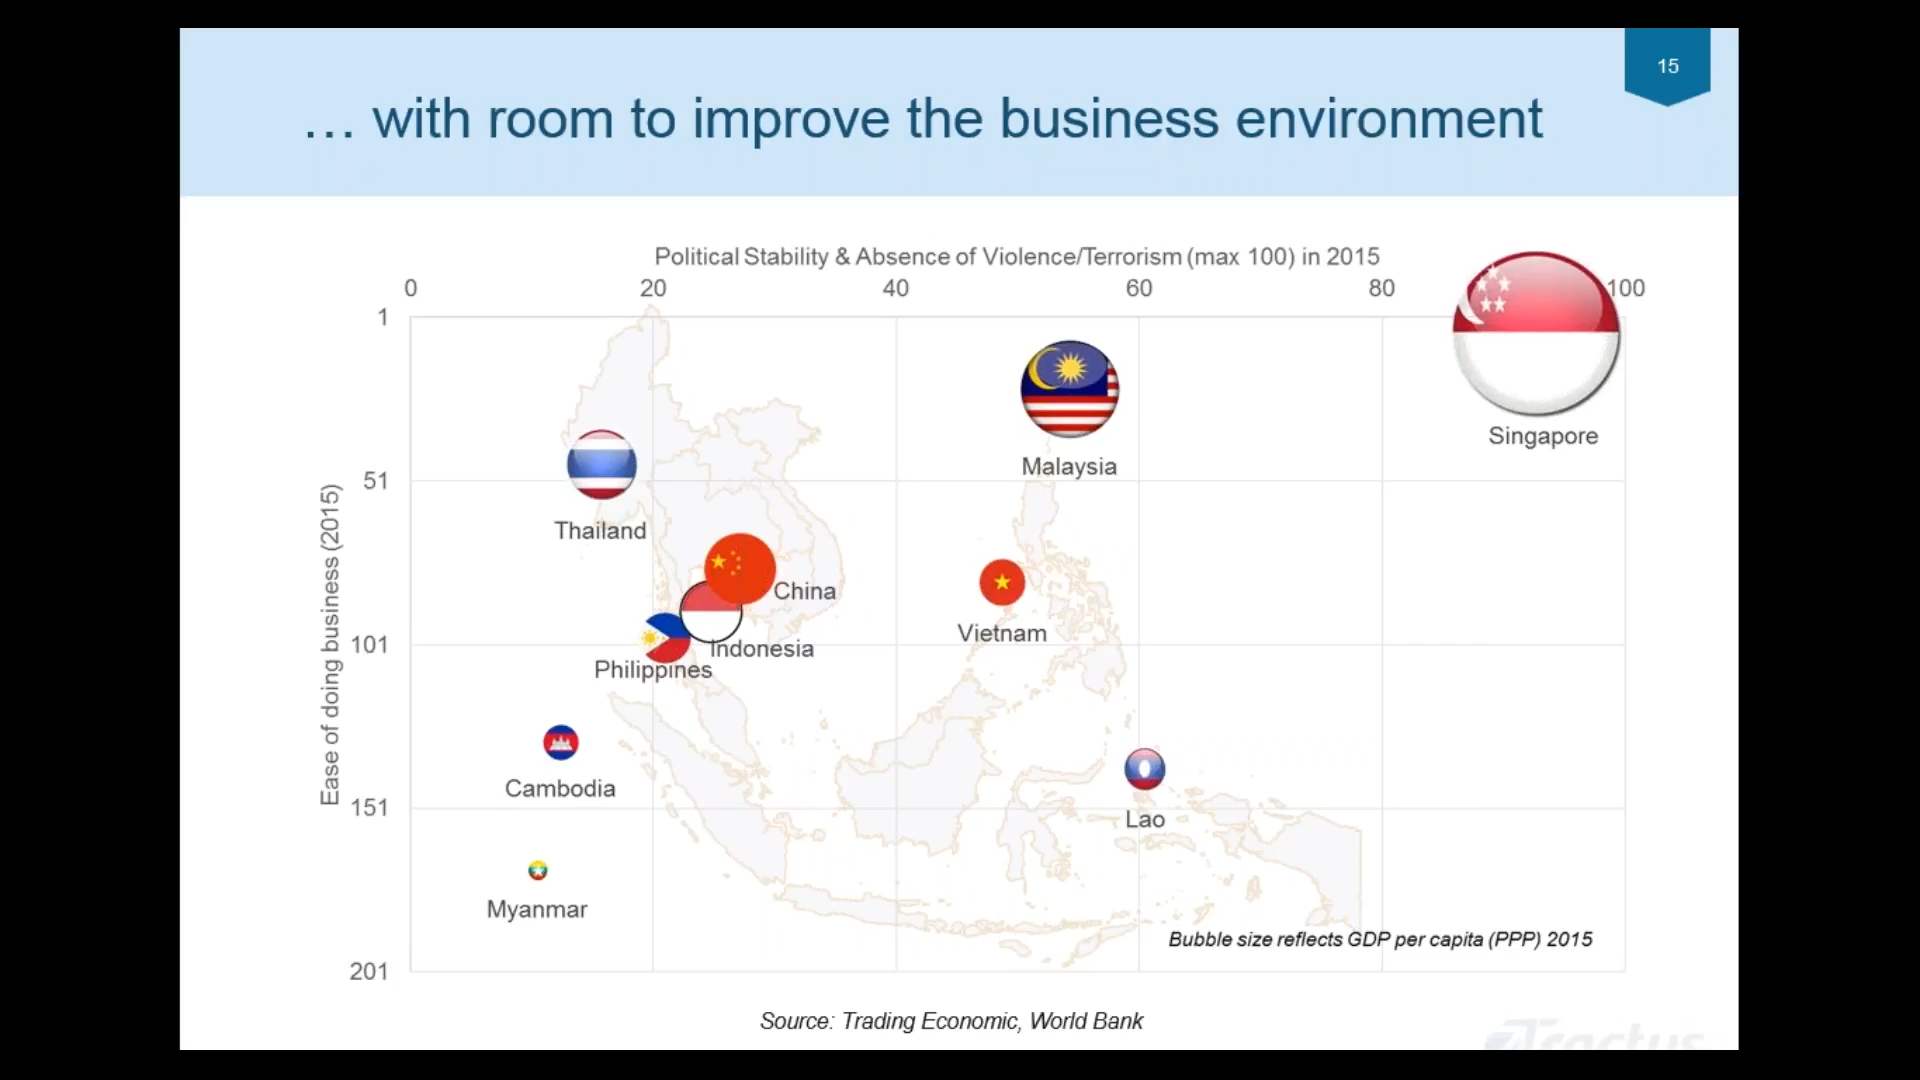 15
… with room to improve the business environment
Political Stability & Absence of Violence/Terrorism (max 100) in 2015
0 20 40 60 80 100
1
51
101
151
201
Ease of doing business (2015)
Singapore
Malaysia
Thailand
China
Vietnam
Indonesia
Philippines
Cambodia
Lao
Myanmar
Bubble size reflects GDP per capita (PPP) 2015
Source: Trading Economic, World Bank
Tractus